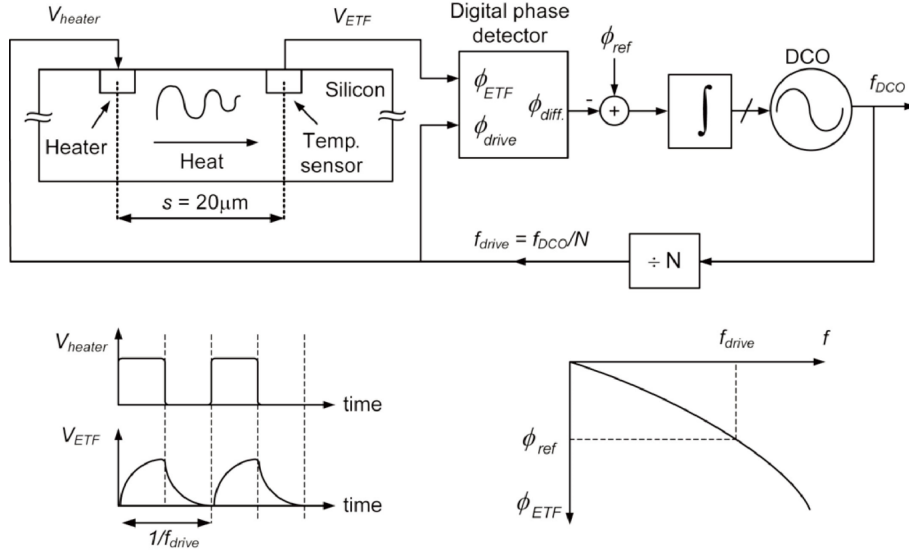 V_heater
V_ETF
Digital phase
detector
ϕ_ref
DCO
f_DCO
Silicon
Heater
Heat
Temp.
sensor
s = 20μm
ϕ_ETF
ϕ_diff.
ϕ_drive
-
+
∫
f_drive = f_DCO/N
÷ N
V_heater
time
V_ETF
time
1/f_drive
f_drive
f
ϕ_ref
ϕ_ETF